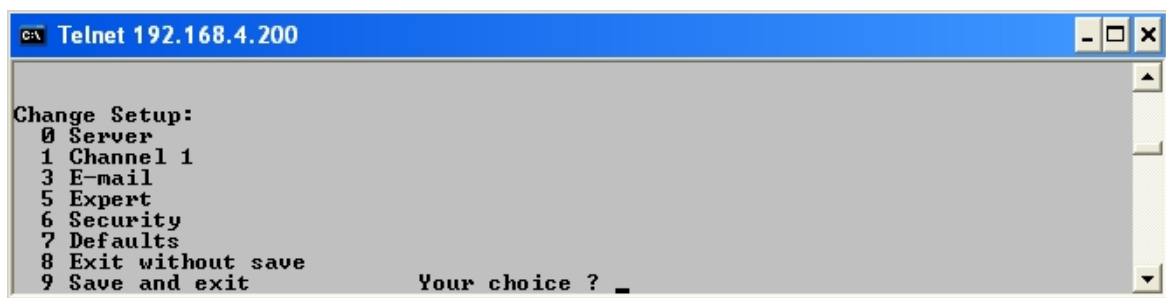 Telnet 192.168.4.200
Change Setup:
0 Server
1 Channel 1
3 E-mail
5 Expert
6 Security
7 Defaults
8 Exit without save
9 Save and exit Your choice ? _